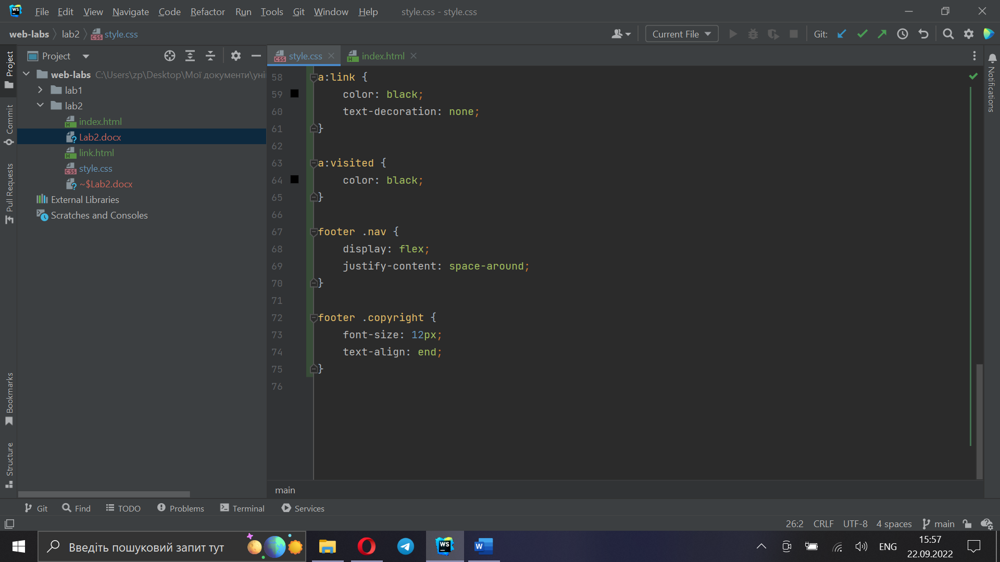 WS File Edit View Navigate Code Refactor Run Tools Git Window Help style.css - style.css
web-labs lab2 style.css Current File Git:
Project style.css index.html
web-labs C:\Users\zp\Desktop\Мої документи\уні
lab1
lab2
index.html
Lab2.docx
link.html
style.css
~$Lab2.docx
External Libraries
Scratches and Consoles
Project
Commit
Pull Requests
Bookmarks
Structure
58 a:link {
59 color: black;
60 text-decoration: none;
61 }
62
63 a:visited {
64 color: black;
65 }
66
67 footer .nav {
68 display: flex;
69 justify-content: space-around;
70 }
71
72 footer .copyright {
73 font-size: 12px;
74 text-align: end;
75 }
76
Notifications
main
Git Find TODO Problems Terminal Services
26:2 CRLF UTF-8 4 spaces main
Введіть пошуковий запит тут WS W ENG 15:57
22.09.2022